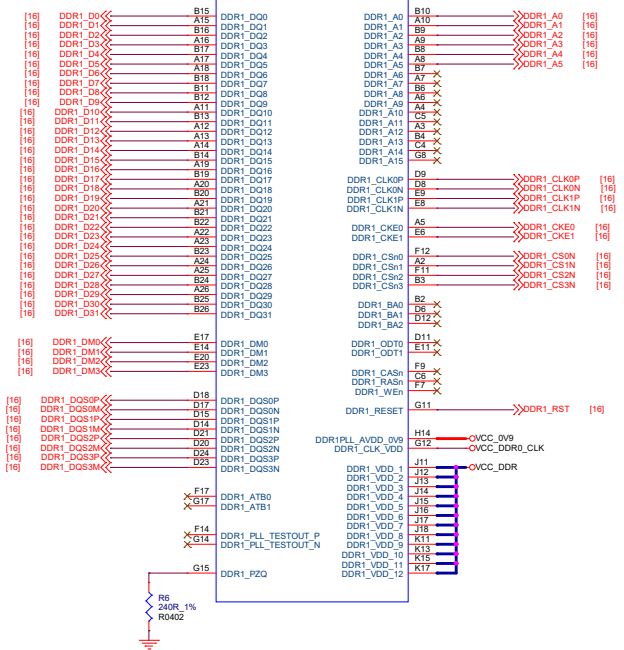 [16] DDR1_D0 B15 DDR1_DQ0
[16] DDR1_D1 A15 DDR1_DQ1
[16] DDR1_D2 B16 DDR1_DQ2
[16] DDR1_D3 A16 DDR1_DQ3
[16] DDR1_D4 B17 DDR1_DQ4
[16] DDR1_D5 A17 DDR1_DQ5
[16] DDR1_D6 A18 DDR1_DQ6
[16] DDR1_D7 B18 DDR1_DQ7
[16] DDR1_D8 B11 DDR1_DQ8
[16] DDR1_D9 B12 DDR1_DQ9
[16] DDR1_D10 A11 DDR1_DQ10
[16] DDR1_D11 B13 DDR1_DQ11
[16] DDR1_D12 A12 DDR1_DQ12
[16] DDR1_D13 A13 DDR1_DQ13
[16] DDR1_D14 A14 DDR1_DQ14
[16] DDR1_D15 B14 DDR1_DQ15
[16] DDR1_D16 A19 DDR1_DQ16
[16] DDR1_D17 B19 DDR1_DQ17
[16] DDR1_D18 A20 DDR1_DQ18
[16] DDR1_D19 B20 DDR1_DQ19
[16] DDR1_D20 A21 DDR1_DQ20
[16] DDR1_D21 B21 DDR1_DQ21
[16] DDR1_D22 B22 DDR1_DQ22
[16] DDR1_D23 A22 DDR1_DQ23
[16] DDR1_D24 A23 DDR1_DQ24
[16] DDR1_D25 B23 DDR1_DQ25
[16] DDR1_D26 A24 DDR1_DQ26
[16] DDR1_D27 A25 DDR1_DQ27
[16] DDR1_D28 B24 DDR1_DQ28
[16] DDR1_D29 A26 DDR1_DQ29
[16] DDR1_D30 B25 DDR1_DQ30
[16] DDR1_D31 B26 DDR1_DQ31
[16] DDR1_DM0 E17 DDR1_DM0
[16] DDR1_DM1 E14 DDR1_DM1
[16] DDR1_DM2 E20 DDR1_DM2
[16] DDR1_DM3 E23 DDR1_DM3
[16] DDR1_DQS0P D18 DDR1_DQS0P
[16] DDR1_DQS0M D17 DDR1_DQS0N
[16] DDR1_DQS1P D15 DDR1_DQS1P
[16] DDR1_DQS1M D14 DDR1_DQS1N
[16] DDR1_DQS2P D21 DDR1_DQS2P
[16] DDR1_DQS2M D20 DDR1_DQS2N
[16] DDR1_DQS3P D24 DDR1_DQS3P
[16] DDR1_DQS3M D23 DDR1_DQS3N
F17 DDR1_ATB0
G17 DDR1_ATB1
F14 DDR1_PLL_TESTOUT_P
G14 DDR1_PLL_TESTOUT_N
G15 DDR1_PZQ
R6
240R_1%
R0402
DDR1_A0 B10 DDR1_A0 [16]
DDR1_A1 A10 DDR1_A1 [16]
DDR1_A2 B9 DDR1_A2 [16]
DDR1_A3 A9 DDR1_A3 [16]
DDR1_A4 B8 DDR1_A4 [16]
DDR1_A5 A8 DDR1_A5 [16]
DDR1_A6 B7
DDR1_A7 A7
DDR1_A8 B6
DDR1_A9 A6
DDR1_A10 A4
DDR1_A11 C5
DDR1_A12 A3
DDR1_A13 B4
DDR1_A14 C4
DDR1_A15 G8
DDR1_CLK0P D9 DDR1_CLK0P [16]
DDR1_CLK0N D8 DDR1_CLK0N [16]
DDR1_CLK1P E9 DDR1_CLK1P [16]
DDR1_CLK1N E8 DDR1_CLK1N [16]
DDR1_CKE0 A5 DDR1_CKE0 [16]
DDR1_CKE1 E6 DDR1_CKE1 [16]
DDR1_CSn0 F12 DDR1_CS0N [16]
DDR1_CSn1 A2 DDR1_CS1N [16]
DDR1_CSn2 F11 DDR1_CS2N [16]
DDR1_CSn3 B3 DDR1_CS3N [16]
DDR1_BA0 B2
DDR1_BA1 D6
DDR1_BA2 D12
DDR1_ODT0 D11
DDR1_ODT1 E11
DDR1_CASn F9
DDR1_RASn C6
DDR1_WEn F7
DDR1_RESET G11 DDR1_RST [16]
DDR1PLL_AVDD_0V9 H14 VCC_0V9
DDR1_CLK_VDD G12 VCC_DDR0_CLK
DDR1_VDD_1 J11 VCC_DDR
DDR1_VDD_2 J12
DDR1_VDD_3 J13
DDR1_VDD_4 J14
DDR1_VDD_5 J15
DDR1_VDD_6 J16
DDR1_VDD_7 J17
DDR1_VDD_8 J18
DDR1_VDD_9 K11
DDR1_VDD_10 K13
DDR1_VDD_11 K15
DDR1_VDD_12 K17